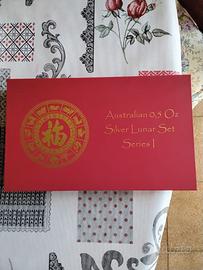 福
Australian 0,5 Oz
Silver Lunar Set
Series I